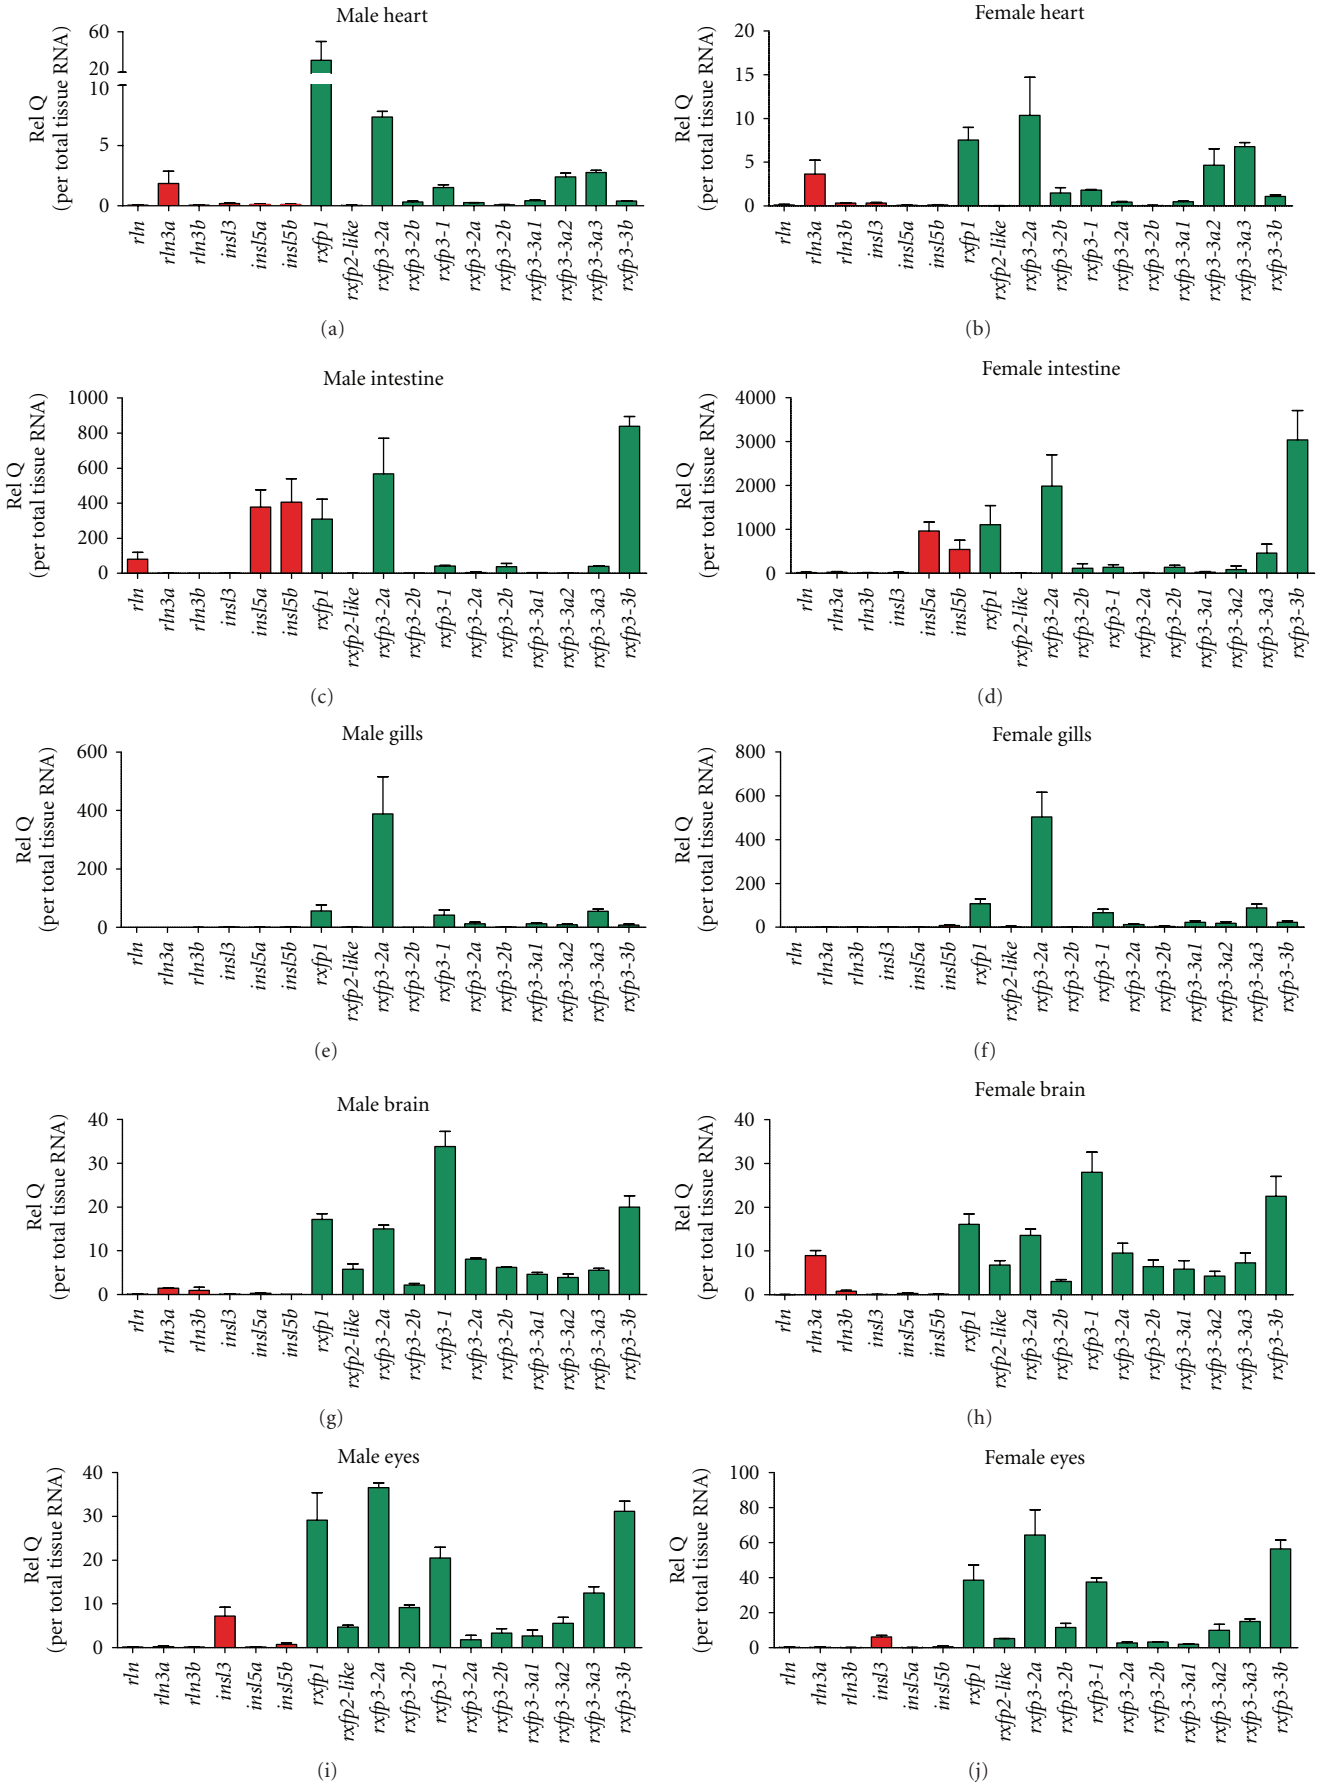 Male heart
Rel Q
(per total tissue RNA)
60
20
10
5
0
rln
rln3a
rln3b
insl3
insl5a
insl5b
rxfp1
rxfp2-like
rxfp3-2a
rxfp3-2b
rxfp3-1
rxfp3-2a
rxfp3-2b
rxfp3-3a1
rxfp3-3a2
rxfp3-3a3
rxfp3-3b
(a)
Female heart
Rel Q
(per total tissue RNA)
20
15
10
5
0
rln
rln3a
rln3b
insl3
insl5a
insl5b
rxfp1
rxfp2-like
rxfp3-2a
rxfp3-2b
rxfp3-1
rxfp3-2a
rxfp3-2b
rxfp3-3a1
rxfp3-3a2
rxfp3-3a3
rxfp3-3b
(b)
Male intestine
Rel Q
(per total tissue RNA)
1000
800
600
400
200
0
rln
rln3a
rln3b
insl3
insl5a
insl5b
rxfp1
rxfp2-like
rxfp3-2a
rxfp3-2b
rxfp3-1
rxfp3-2a
rxfp3-2b
rxfp3-3a1
rxfp3-3a2
rxfp3-3a3
rxfp3-3b
(c)
Female intestine
Rel Q
(per total tissue RNA)
4000
3000
2000
1000
0
rln
rln3a
rln3b
insl3
insl5a
insl5b
rxfp1
rxfp2-like
rxfp3-2a
rxfp3-2b
rxfp3-1
rxfp3-2a
rxfp3-2b
rxfp3-3a1
rxfp3-3a2
rxfp3-3a3
rxfp3-3b
(d)
Male gills
Rel Q
(per total tissue RNA)
600
400
200
0
rln
rln3a
rln3b
insl3
insl5a
insl5b
rxfp1
rxfp2-like
rxfp3-2a
rxfp3-2b
rxfp3-1
rxfp3-2a
rxfp3-2b
rxfp3-3a1
rxfp3-3a2
rxfp3-3a3
rxfp3-3b
(e)
Female gills
Rel Q
(per total tissue RNA)
800
600
400
200
0
rln
rln3a
rln3b
insl3
insl5a
insl5b
rxfp1
rxfp2-like
rxfp3-2a
rxfp3-2b
rxfp3-1
rxfp3-2a
rxfp3-2b
rxfp3-3a1
rxfp3-3a2
rxfp3-3a3
rxfp3-3b
(f)
Male brain
Rel Q
(per total tissue RNA)
40
30
20
10
0
rln
rln3a
rln3b
insl3
insl5a
insl5b
rxfp1
rxfp2-like
rxfp3-2a
rxfp3-2b
rxfp3-1
rxfp3-2a
rxfp3-2b
rxfp3-3a1
rxfp3-3a2
rxfp3-3a3
rxfp3-3b
(g)
Female brain
Rel Q
(per total tissue RNA)
40
30
20
10
0
rln
rln3a
rln3b
insl3
insl5a
insl5b
rxfp1
rxfp2-like
rxfp3-2a
rxfp3-2b
rxfp3-1
rxfp3-2a
rxfp3-2b
rxfp3-3a1
rxfp3-3a2
rxfp3-3a3
rxfp3-3b
(h)
Male eyes
Rel Q
(per total tissue RNA)
40
30
20
10
0
rln
rln3a
rln3b
insl3
insl5a
insl5b
rxfp1
rxfp2-like
rxfp3-2a
rxfp3-2b
rxfp3-1
rxfp3-2a
rxfp3-2b
rxfp3-3a1
rxfp3-3a2
rxfp3-3a3
rxfp3-3b
(i)
Female eyes
Rel Q
(per total tissue RNA)
100
80
60
40
20
0
rln
rln3a
rln3b
insl3
insl5a
insl5b
rxfp1
rxfp2-like
rxfp3-2a
rxfp3-2b
rxfp3-1
rxfp3-2a
rxfp3-2b
rxfp3-3a1
rxfp3-3a2
rxfp3-3a3
rxfp3-3b
(j)